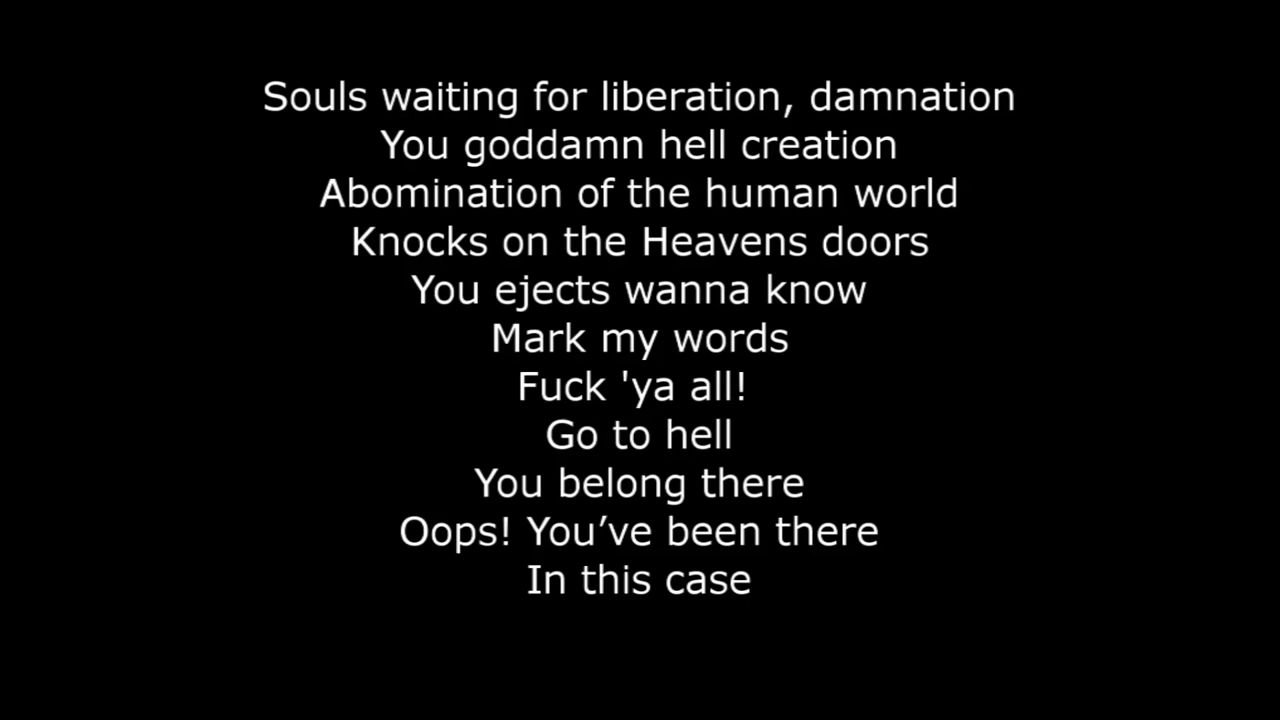 Souls waiting for liberation, damnation
You goddamn hell creation
Abomination of the human world
Knocks on the Heavens doors
You ejects wanna know
Mark my words
Fuck 'ya all!
Go to hell
You belong there
Oops! You’ve been there
In this case